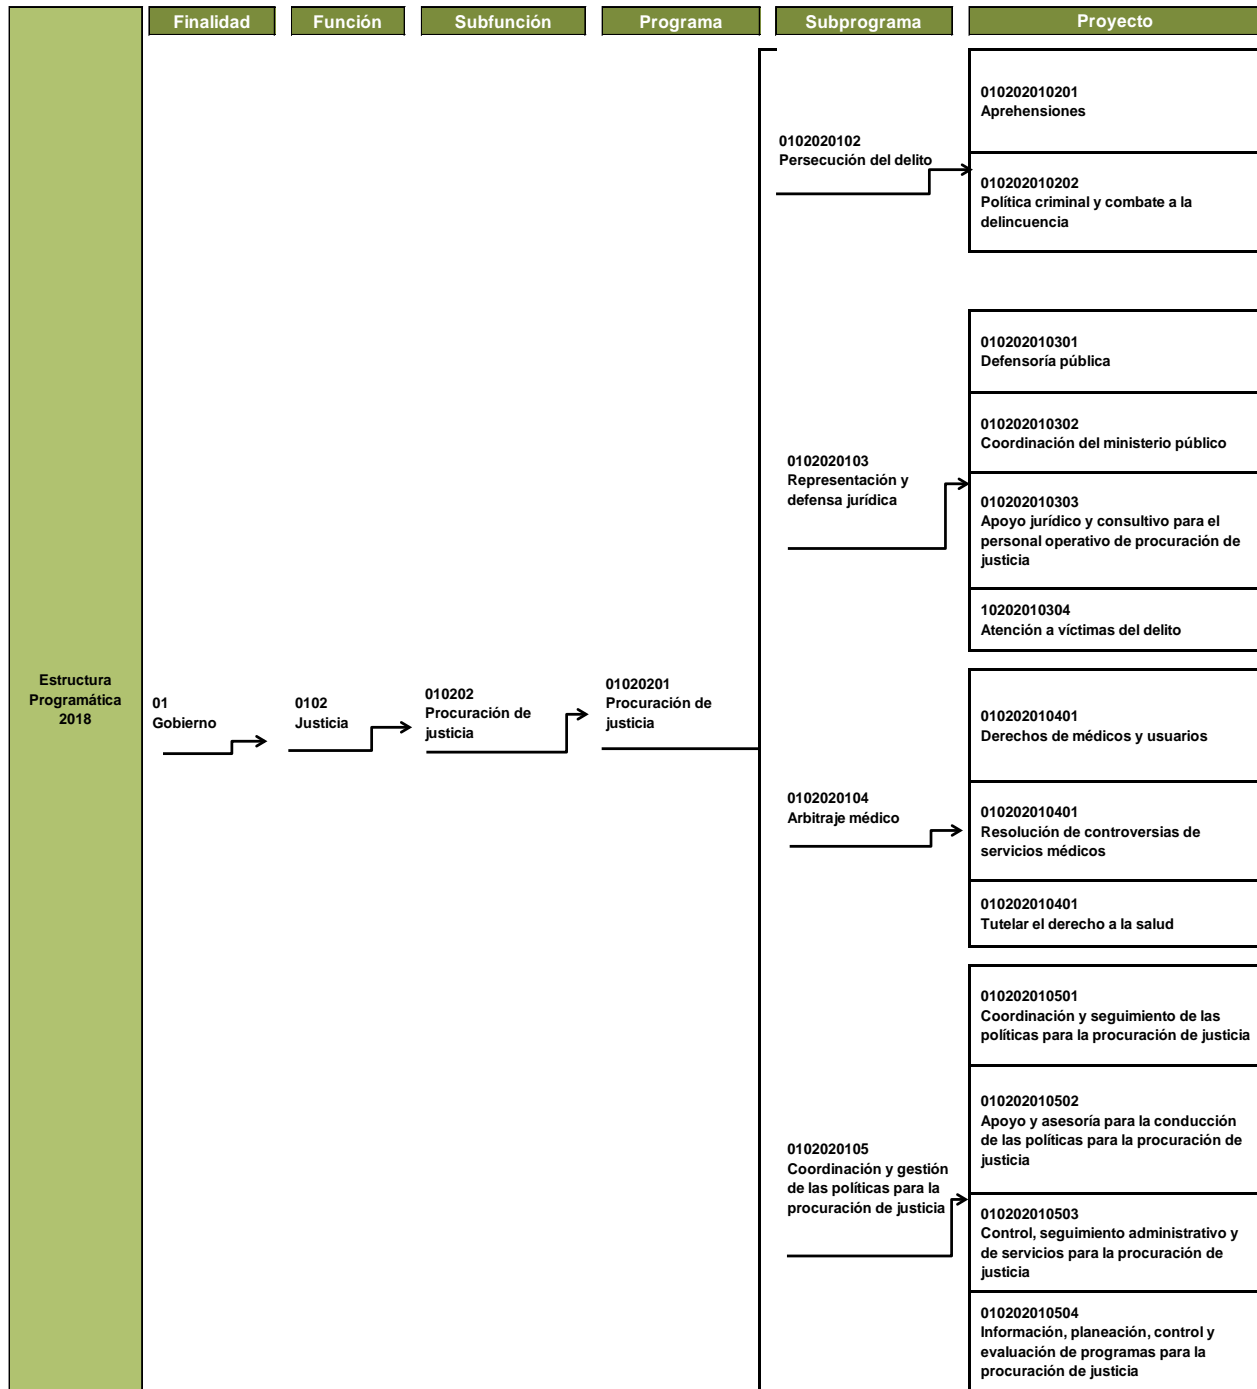 Finalidad
Función
Subfunción
Programa
Subprograma
Proyecto
Estructura
Programática
2018
01
Gobierno
0102
Justicia
010202
Procuración de
justicia
01020201
Procuración de
justicia
0102020102
Persecución del delito
010202010201
Aprehensiones
010202010202
Política criminal y combate a la
delincuencia
0102020103
Representación y
defensa jurídica
010202010301
Defensoría pública
010202010302
Coordinación del ministerio público
010202010303
Apoyo jurídico y consultivo para el
personal operativo de procuración de
justicia
10202010304
Atención a víctimas del delito
0102020104
Arbitraje médico
010202010401
Derechos de médicos y usuarios
010202010401
Resolución de controversias de
servicios médicos
010202010401
Tutelar el derecho a la salud
0102020105
Coordinación y gestión
de las políticas para la
procuración de justicia
010202010501
Coordinación y seguimiento de las
políticas para la procuración de justicia
010202010502
Apoyo y asesoría para la conducción
de las políticas para la procuración de
justicia
010202010503
Control, seguimiento administrativo y
de servicios para la procuración de
justicia
010202010504
Información, planeación, control y
evaluación de programas para la
procuración de justicia